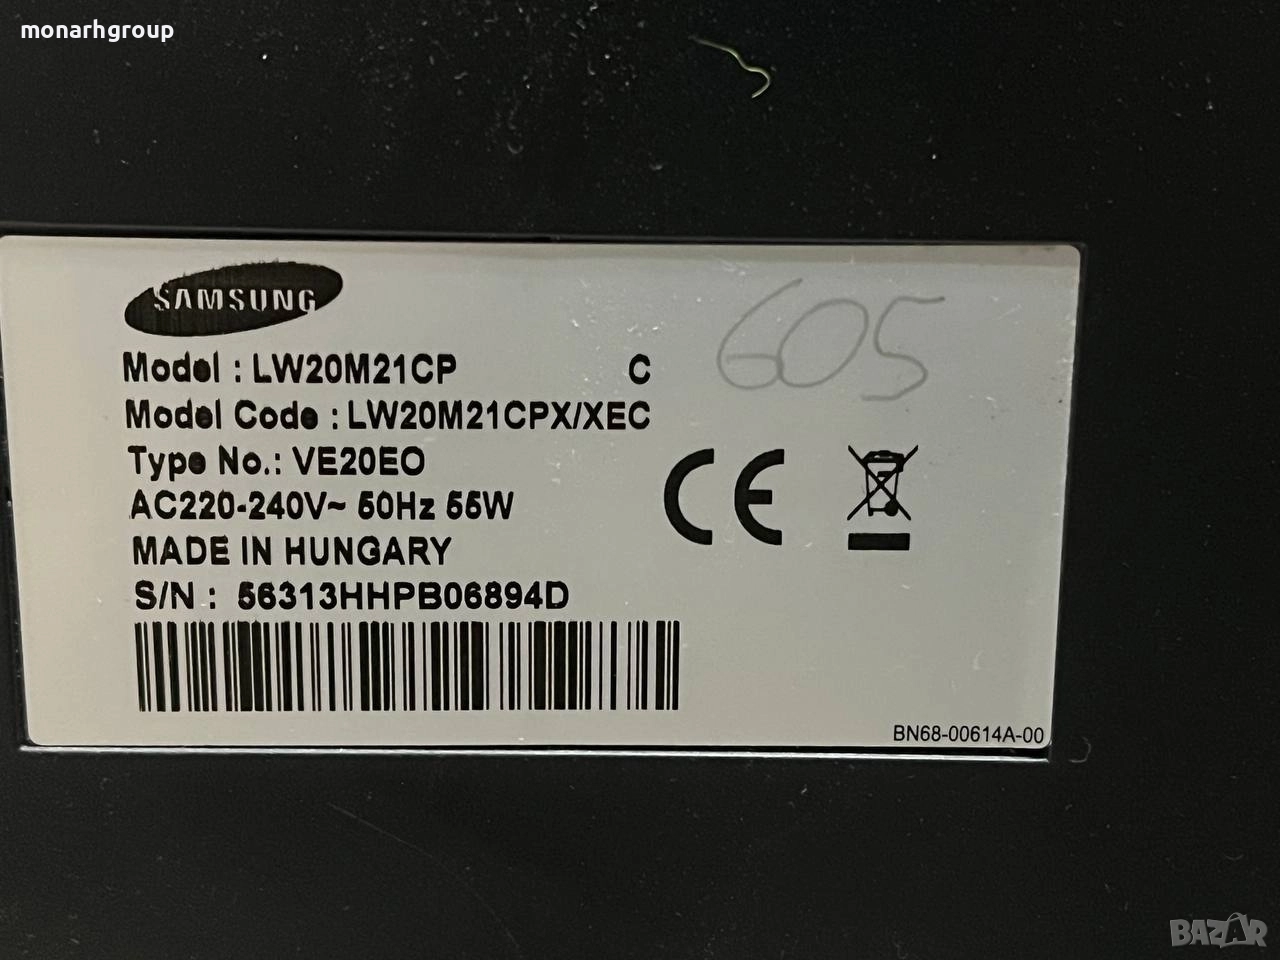 monarhgroup
SAMSUNG
605
Model : LW20M21CP C
Model Code : LW20M21CPX/XEC
Type No.: VE20EO
AC220-240V~ 50Hz 55W
MADE IN HUNGARY
S/N : 56313HHPB06894D
CE
BN68-00614A-00
BAZAR